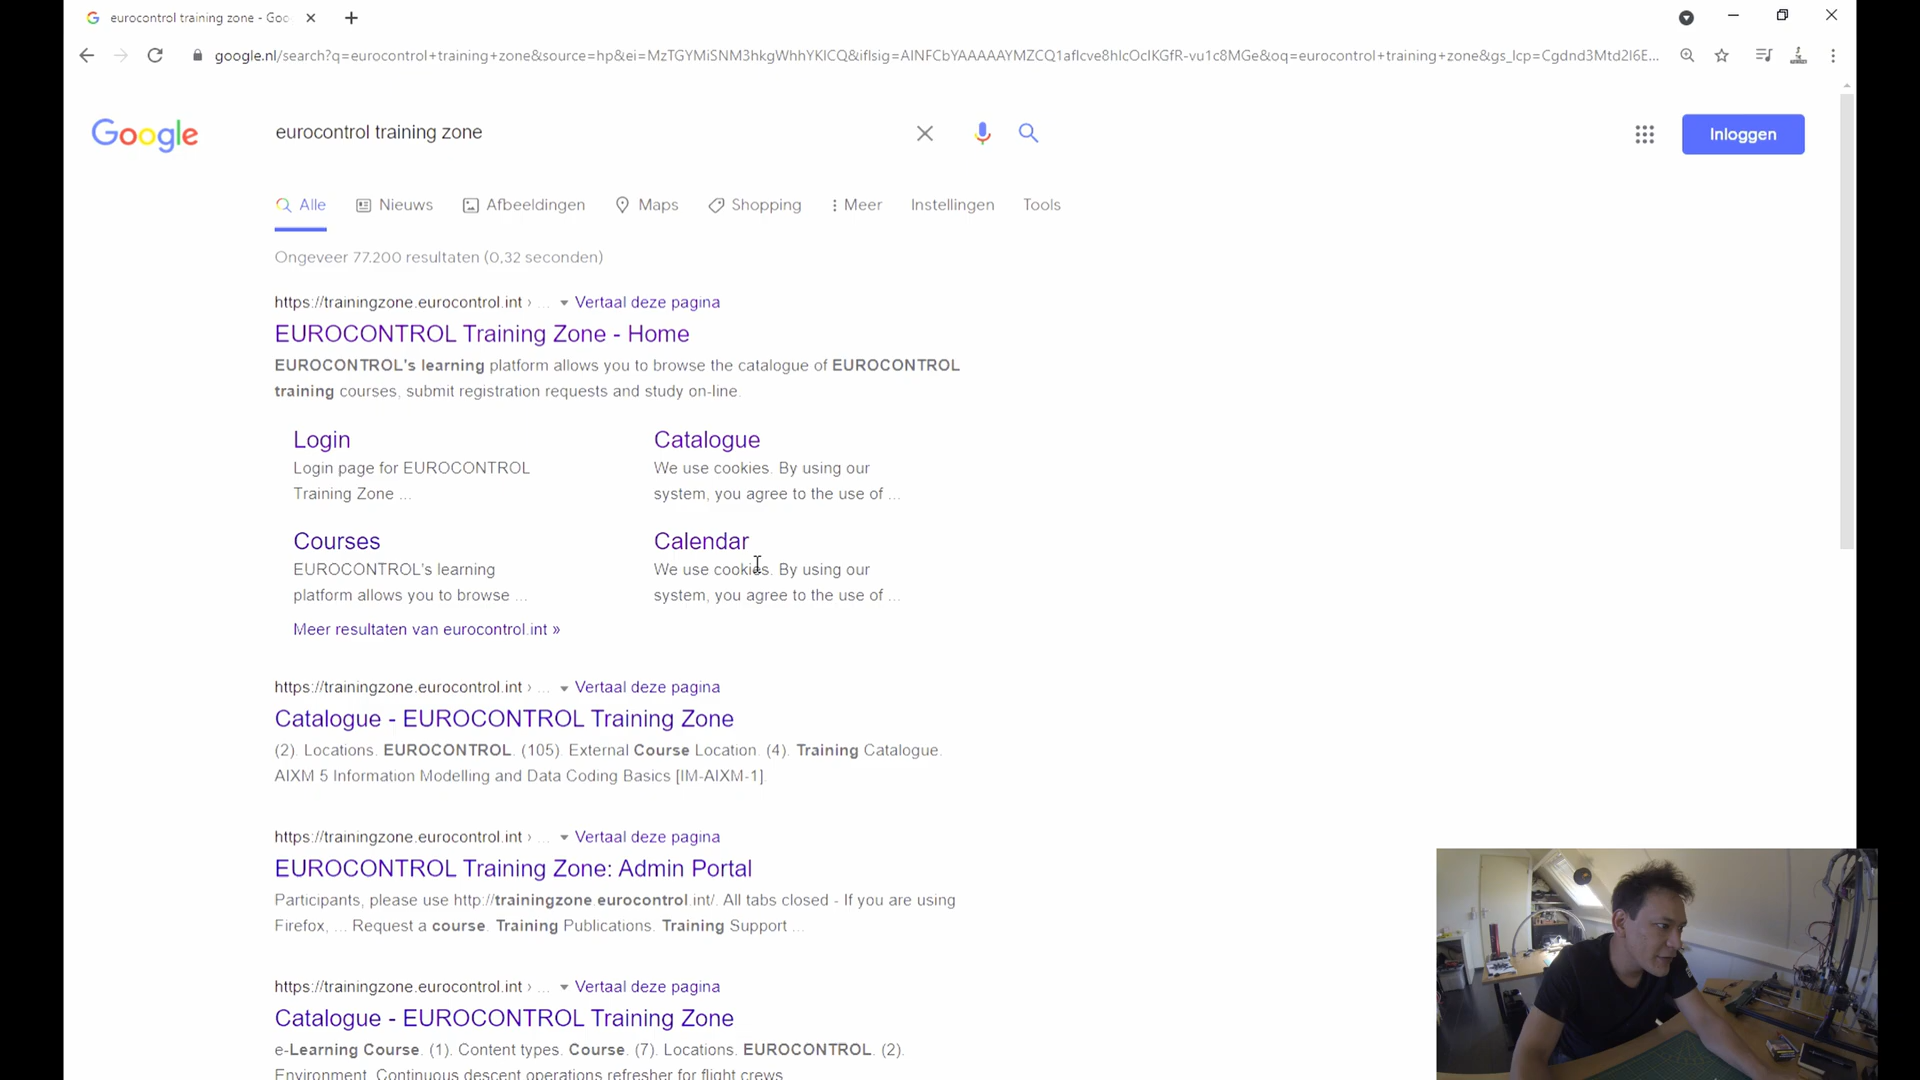 eurocontrol training zone - Goo
google.nl/search?q=eurocontrol+training+zone&source=hp&ei=MzTGYMiSNM3hkgWhhYKICQ&iflsig=AINFCbYAAAAAYMZCQ1aflcve8hIcOcIKGfR-vu1c8MGe&oq=eurocontrol+training+zone&gs_lcp=Cgdnd3Mtd2l6E...
Google
eurocontrol training zone
Inloggen
Alle
Nieuws
Afbeeldingen
Maps
Shopping
Meer
Instellingen
Tools
Ongeveer 77.200 resultaten (0,32 seconden)
https://trainingzone.eurocontrol.int › ... Vertaal deze pagina
EUROCONTROL Training Zone - Home
EUROCONTROL's learning platform allows you to browse the catalogue of EUROCONTROL
training courses, submit registration requests and study on-line.
Login
Login page for EUROCONTROL
Training Zone ...
Catalogue
We use cookies. By using our
system, you agree to the use of ...
Courses
EUROCONTROL's learning
platform allows you to browse ...
Calendar
We use cookies. By using our
system, you agree to the use of ...
Meer resultaten van eurocontrol.int »
https://trainingzone.eurocontrol.int › ... Vertaal deze pagina
Catalogue - EUROCONTROL Training Zone
(2). Locations. EUROCONTROL. (105). External Course Location. (4). Training Catalogue.
AIXM 5 Information Modelling and Data Coding Basics [IM-AIXM-1]
https://trainingzone.eurocontrol.int › ... Vertaal deze pagina
EUROCONTROL Training Zone: Admin Portal
Participants, please use http://trainingzone.eurocontrol.int/. All tabs closed - If you are using
Firefox, ... Request a course. Training Publications. Training Support ...
https://trainingzone.eurocontrol.int › ... Vertaal deze pagina
Catalogue - EUROCONTROL Training Zone
e-Learning Course. (1). Content types. Course. (7). Locations. EUROCONTROL. (2).
Environment. Continuous descent operations refresher for flight crews